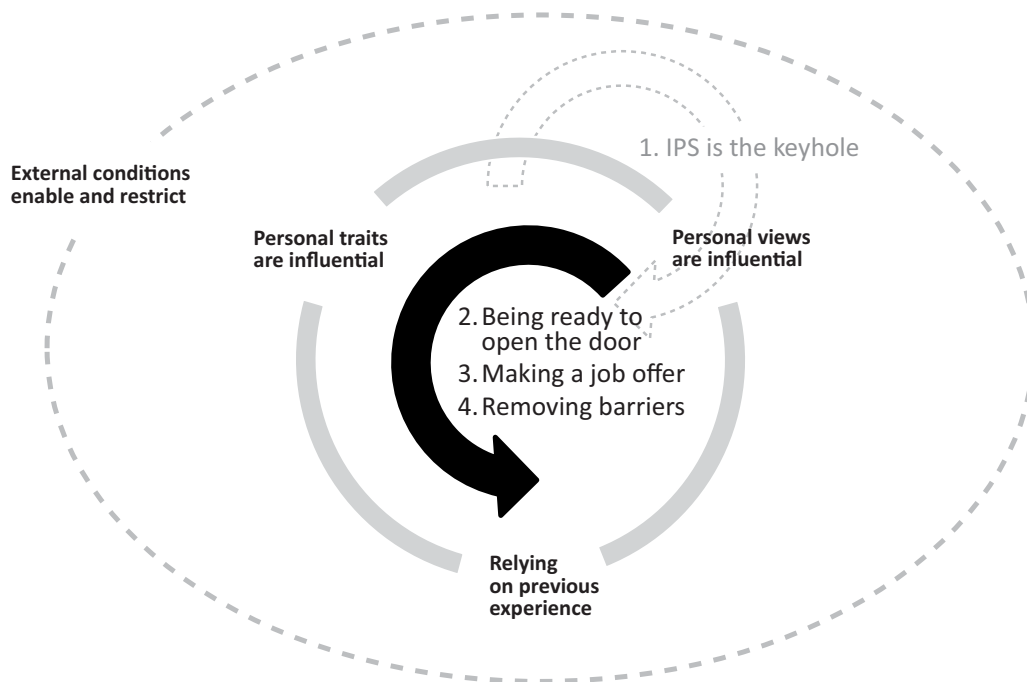 1. IPS is the keyhole
External conditions
enable and restrict
Personal traits
are influential
Personal views
are influential
2. Being ready to
open the door
3. Making a job offer
4. Removing barriers
Relying
on previous
experience